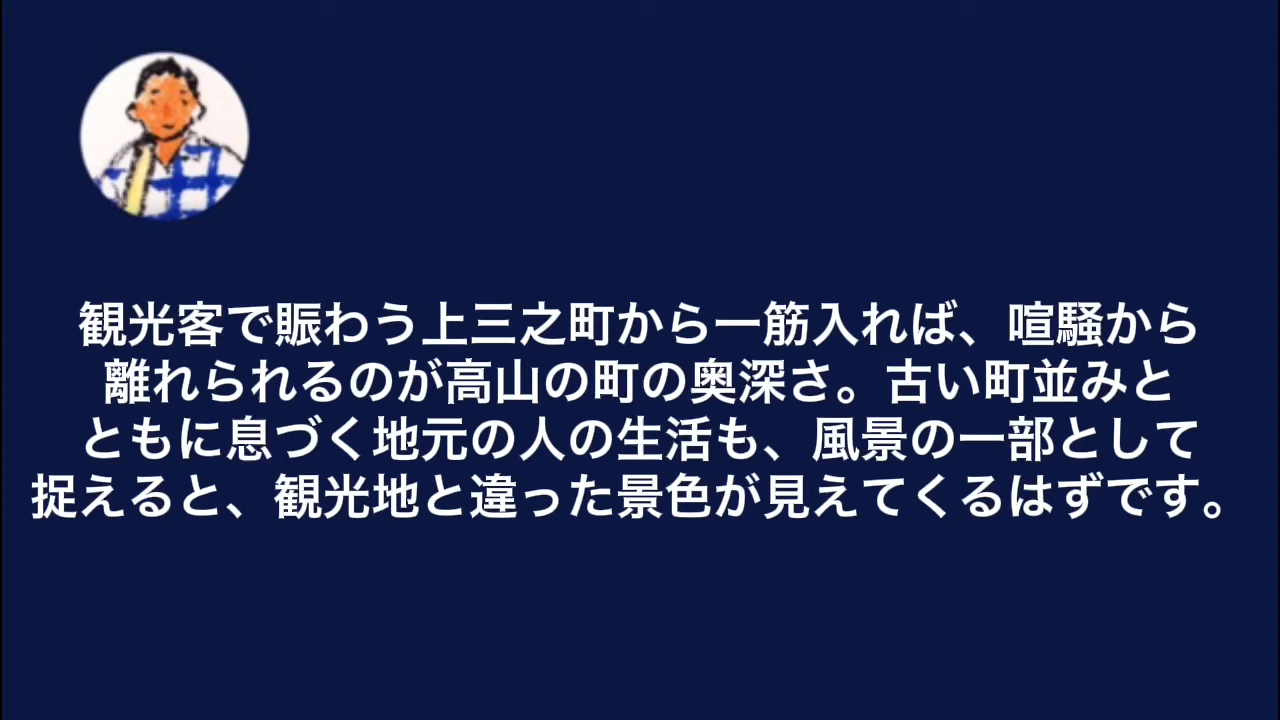 観光客で賑わう上三之町から一筋入れば、喧騒から
離れられるのが高山の町の奥深さ。古い町並みと
ともに息づく地元の人の生活も、風景の一部として
捉えると、観光地と違った景色が見えてくるはずです。